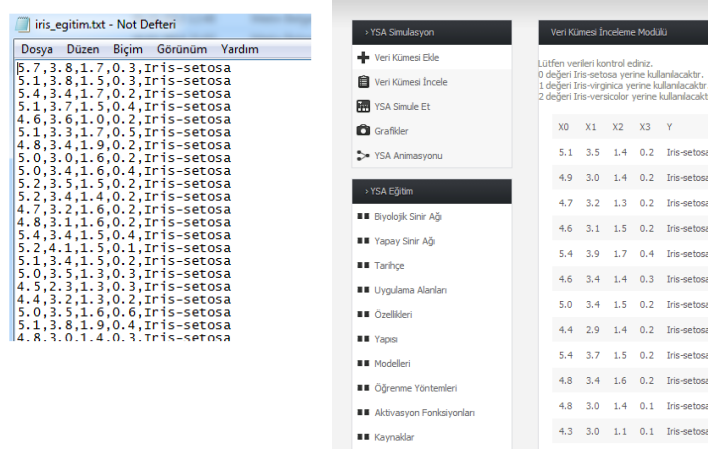 iris_egitim.txt - Not Defteri
Dosya Düzen Biçim Görünüm Yardım
5.7,3.8,1.7,0.3,Iris-setosa
5.1,3.8,1.5,0.3,Iris-setosa
5.4,3.4,1.7,0.2,Iris-setosa
5.1,3.7,1.5,0.4,Iris-setosa
4.6,3.6,1.0,0.2,Iris-setosa
5.1,3.3,1.7,0.5,Iris-setosa
4.8,3.4,1.9,0.2,Iris-setosa
5.0,3.0,1.6,0.2,Iris-setosa
5.0,3.4,1.6,0.4,Iris-setosa
5.2,3.5,1.5,0.2,Iris-setosa
5.2,3.4,1.4,0.2,Iris-setosa
4.7,3.2,1.6,0.2,Iris-setosa
4.8,3.1,1.6,0.2,Iris-setosa
5.4,3.4,1.5,0.4,Iris-setosa
5.2,4.1,1.5,0.1,Iris-setosa
5.1,3.4,1.5,0.2,Iris-setosa
5.0,3.5,1.3,0.3,Iris-setosa
4.5,2.3,1.3,0.3,Iris-setosa
4.4,3.2,1.3,0.2,Iris-setosa
5.0,3.5,1.6,0.6,Iris-setosa
5.1,3.8,1.9,0.4,Iris-setosa
4.8,3.0,1.4,0.3,Iris-setosa
› YSA Simulasyon
Veri Kümesi Ekle
Veri Kümesi İncele
YSA Simule Et
Grafikler
YSA Animasyonu
› YSA Eğitim
Biyolojik Sinir Ağı
Yapay Sinir Ağı
Tarihçe
Uygulama Alanları
Özellikleri
Yapısı
Modelleri
Öğrenme Yöntemleri
Aktivasyon Fonksiyonları
Kaynaklar
Veri Kümesi İnceleme Modülü
Lütfen verileri kontrol ediniz.
0 değeri Iris-setosa yerine kullanılacaktır.
1 değeri Iris-virginica yerine kullanılacaktır
2 değeri Iris-versicolor yerine kullanılacakt
X0 X1 X2 X3 Y
5.1 3.5 1.4 0.2 Iris-setosa
4.9 3.0 1.4 0.2 Iris-setosa
4.7 3.2 1.3 0.2 Iris-setosa
4.6 3.1 1.5 0.2 Iris-setosa
5.4 3.9 1.7 0.4 Iris-setosa
4.6 3.4 1.4 0.3 Iris-setosa
5.0 3.4 1.5 0.2 Iris-setosa
4.4 2.9 1.4 0.2 Iris-setosa
5.4 3.7 1.5 0.2 Iris-setosa
4.8 3.4 1.6 0.2 Iris-setosa
4.8 3.0 1.4 0.1 Iris-setosa
4.3 3.0 1.1 0.1 Iris-setosa